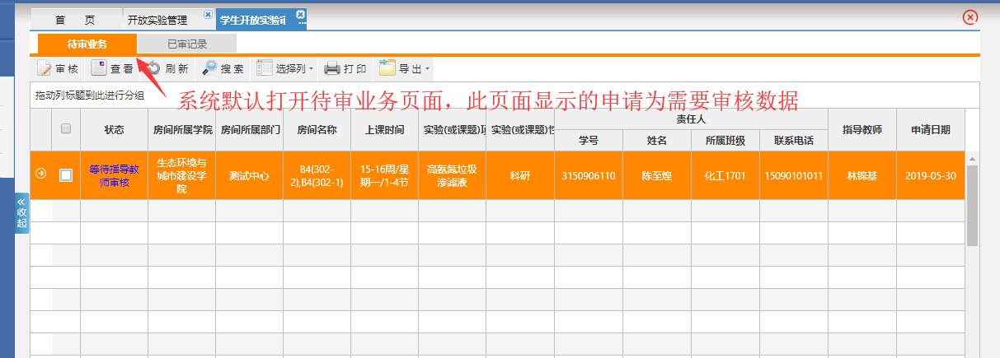 首 页 开放实验管理 学生开放实验审...
待审业务 已审记录
审核 查看 刷新 搜索 选择列 打印 导出
拖动列标题到此进行分组
系统默认打开待审业务页面，此页面显示的申请为需要审核数据
状态 房间所属学院 房间所属部门 房间名称 上课时间 实验(或课题)项 实验(或课题)性 责任人 指导教师 申请日期
学号 姓名 所属班级 联系电话
等待指导教
师审核
生态环境与
城市建设学
院
测试中心
B4(302-
2),B4(302-1)
15-16周/星
期一/1-4节
高氨氮垃圾
渗滤液
科研
3150906110
陈至煌
化工1701
15090101011
林锦基
2019-05-30
收
起